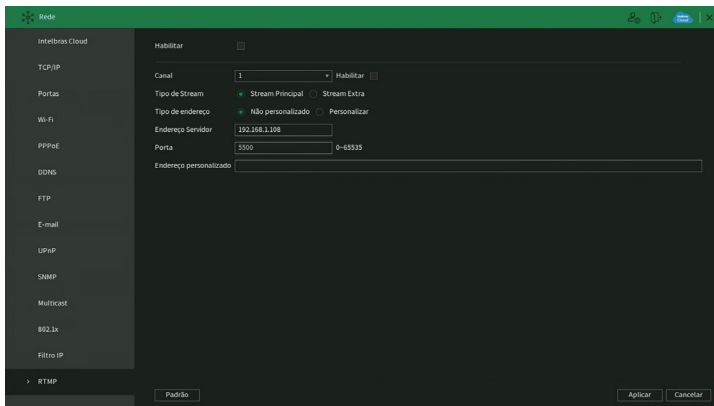 Rede
Intelbras Cloud
TCP/IP
Portas
Wi-Fi
PPPoE
DDNS
FTP
E-mail
UPnP
SNMP
Multicast
802.1x
Filtro IP
> RTMP
Habilitar
Canal 1 Habilitar
Tipo de Stream Stream Principal Stream Extra
Tipo de endereço Não personalizado Personalizar
Endereço Servidor 192.168.1.108
Porta 5500 0~65535
Endereço personalizado
Padrão Aplicar Cancelar